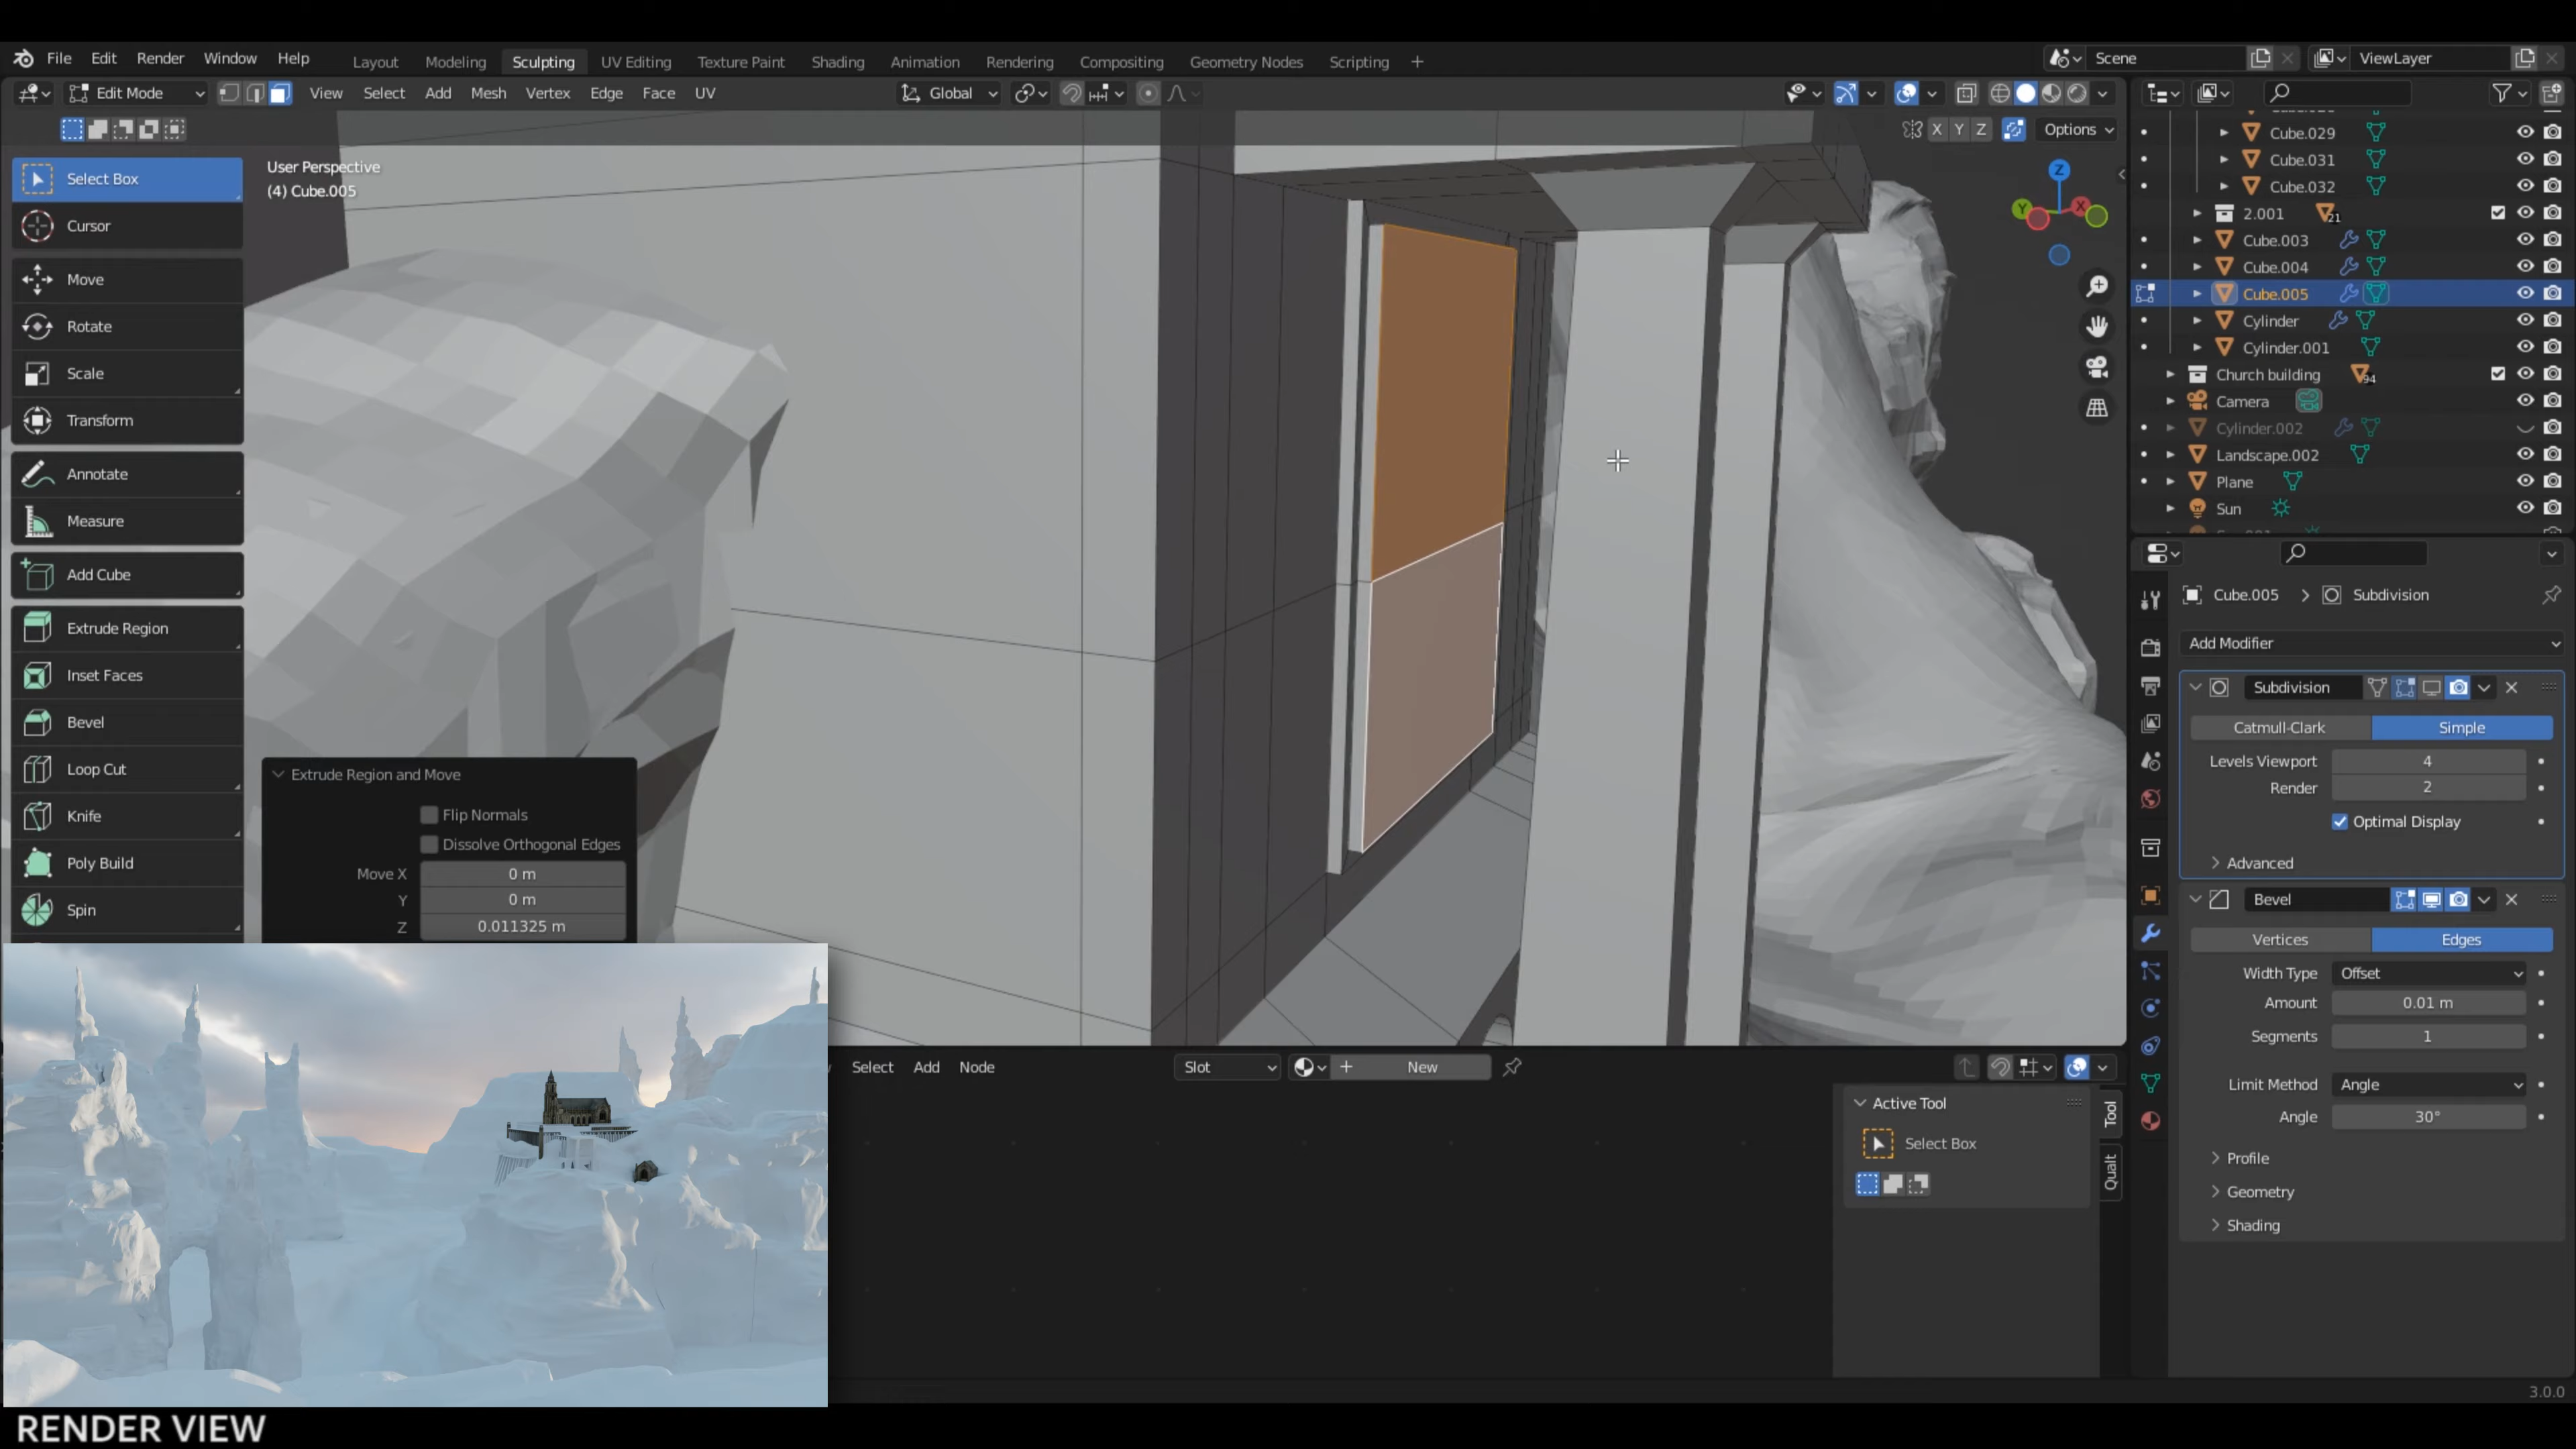 File Edit Render Window Help Layout Modeling Sculpting UV Editing Texture Paint Shading Animation Rendering Compositing Geometry Nodes Scripting + Scene ViewLayer
Edit Mode View Select Add Mesh Vertex Edge Face UV Global
X Y Z Options
User Perspective
(4) Cube.005
Select Box
Cursor
Move
Rotate
Scale
Transform
Annotate
Measure
Add Cube
Extrude Region
Inset Faces
Bevel
Loop Cut
Knife
Poly Build
Spin
Z
Y
X
Extrude Region and Move
Flip Normals
Dissolve Orthogonal Edges
Move X 0 m
Y 0 m
Z 0.011325 m
Cube.029
Cube.031
Cube.032
2.001 21
Cube.003
Cube.004
Cube.005
Cylinder
Cylinder.001
Church building 94
Camera
Cylinder.002
Landscape.002
Plane
Sun
Cube.005 > Subdivision
Add Modifier
Subdivision
Catmull-Clark Simple
Levels Viewport 4
Render 2
Optimal Display
Advanced
Bevel
Vertices Edges
Width Type Offset
Amount 0.01 m
Segments 1
Limit Method Angle
Angle 30°
Profile
Geometry
Shading
Select Add Node Slot New
Active Tool
Select Box
Tool
Qualt
3.0.0
RENDER VIEW